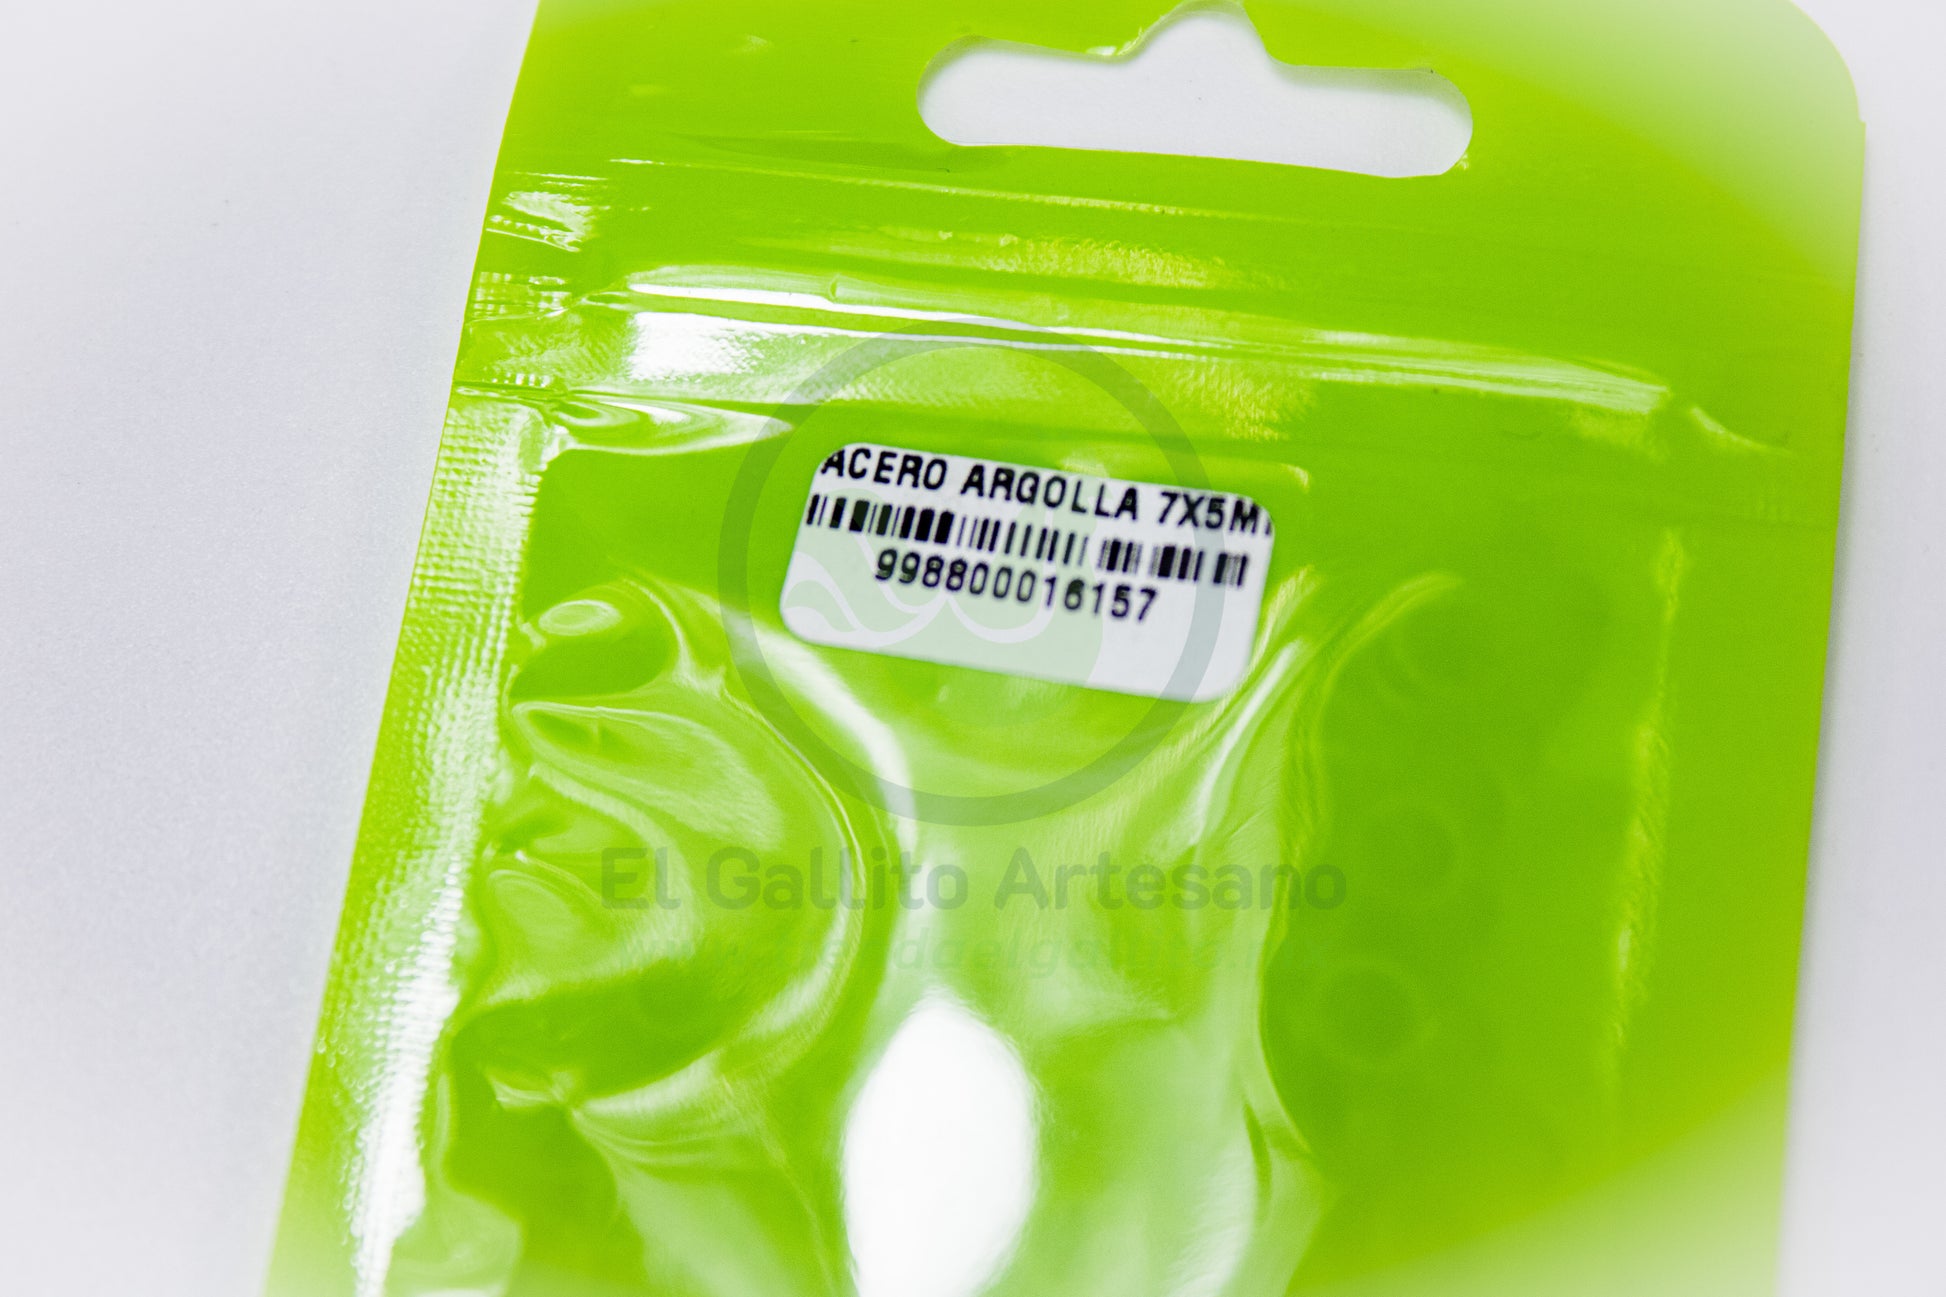 ACERO ARGOLLA 7X5M
998800016157
El Gallito Artesano